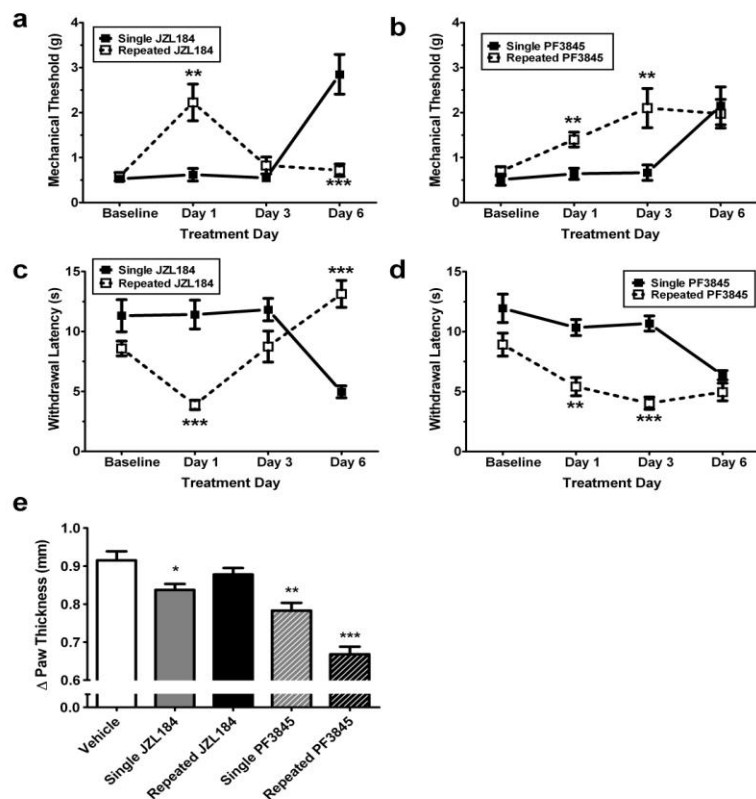 a
Single JZL184
Repeated JZL184
Mechanical Theshold (g)
4
3
2
1
0
**
***
Baseline Day 1 Day 3 Day 6
Treatment Day
b
Single PF3845
Repeated PF3845
Mechanical Theshold (g)
4
3
2
1
0
**
**
Baseline Day 1 Day 3 Day 6
Treatment Day
c
Single JZL184
Repeated JZL184
Withdrawal Latency (s)
15
10
5
0
***
***
Baseline Day 1 Day 3 Day 6
Treatment Day
d
Single PF3845
Repeated PF3845
Withdrawal Latency (s)
15
10
5
0
**
***
Baseline Day 1 Day 3 Day 6
Treatment Day
e
Δ Paw Thickness (mm)
1.0
0.9
0.8
0.7
0.6
0.0
*
**
***
Vehicle
Single JZL184
Repeated JZL184
Single PF3845
Repeated PF3845